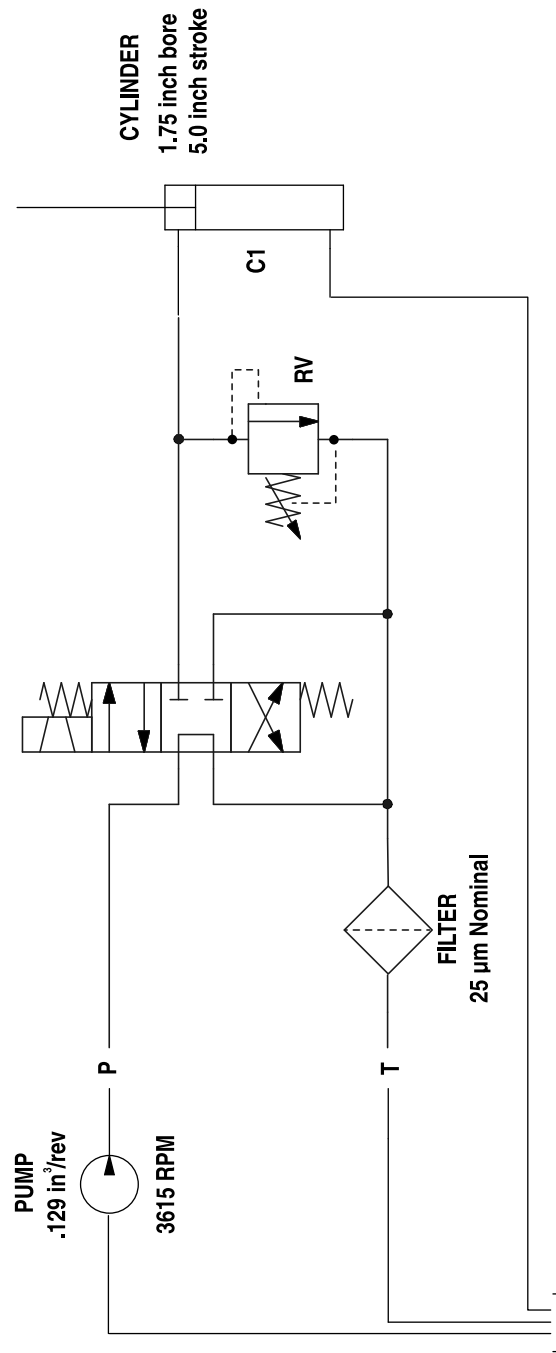 PUMP
.129 in³/rev
3615 RPM
P
T
FILTER
25 µm Nominal
RV
C1
CYLINDER
1.75 inch bore
5.0 inch stroke